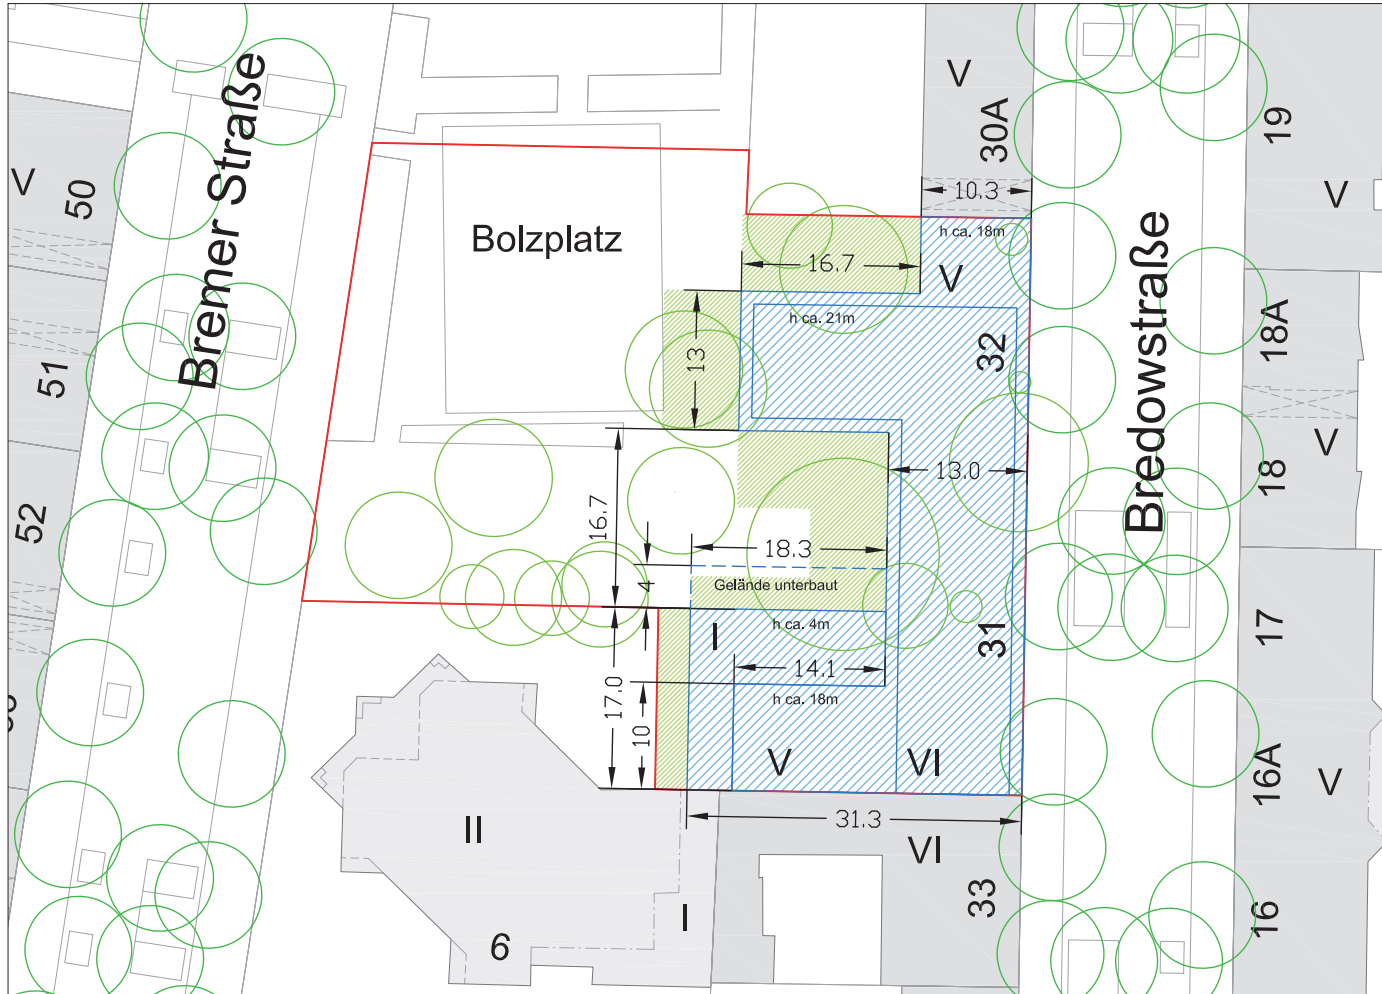 V
30A
19
V
50
V
10.3
h ca. 18m
Bremer Straße
Bolzplatz
16.7
V
h ca. 21m
Bredowstraße
18A
51
13
32
V
18
13.0
52
16.7
18.3
4
Gelände unterbaut
17
I
h ca. 4m
31
14.1
h ca. 18m
17.0
10
V
VI
16A
V
31.3
II
VI
33
16
I
6